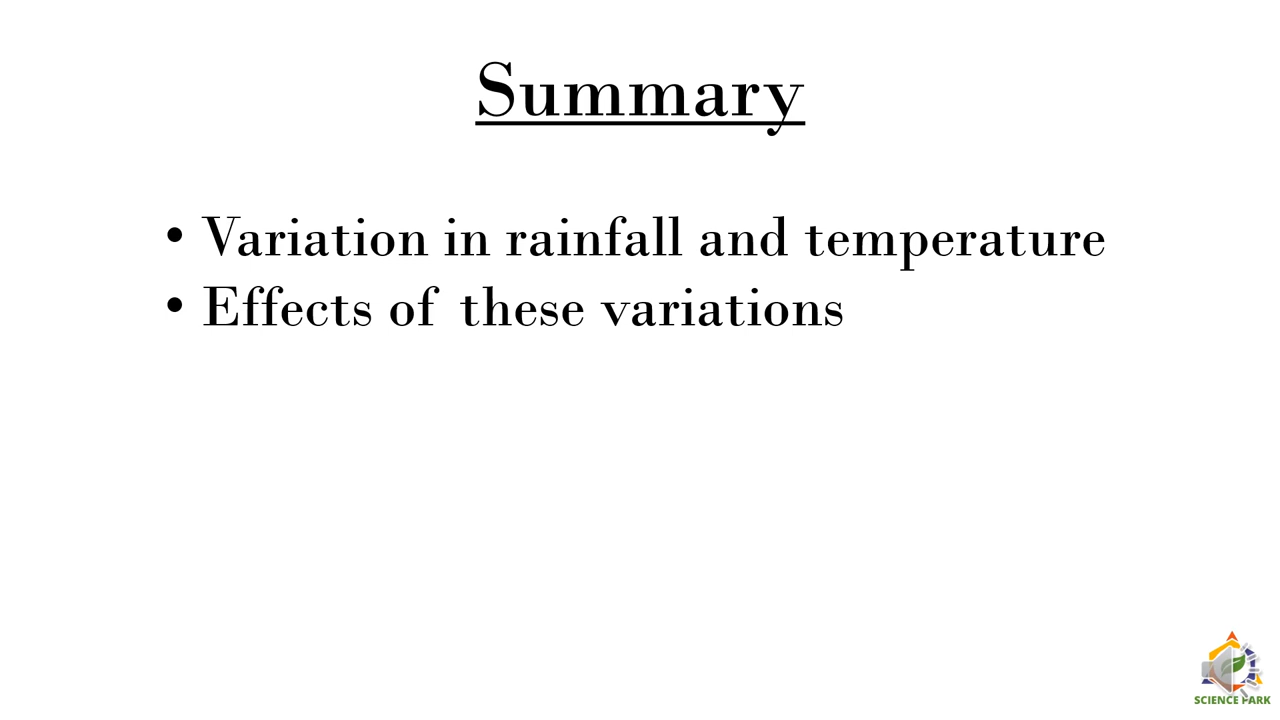 Summary
• Variation in rainfall and temperature
• Effects of these variations
SCIENCE PARK